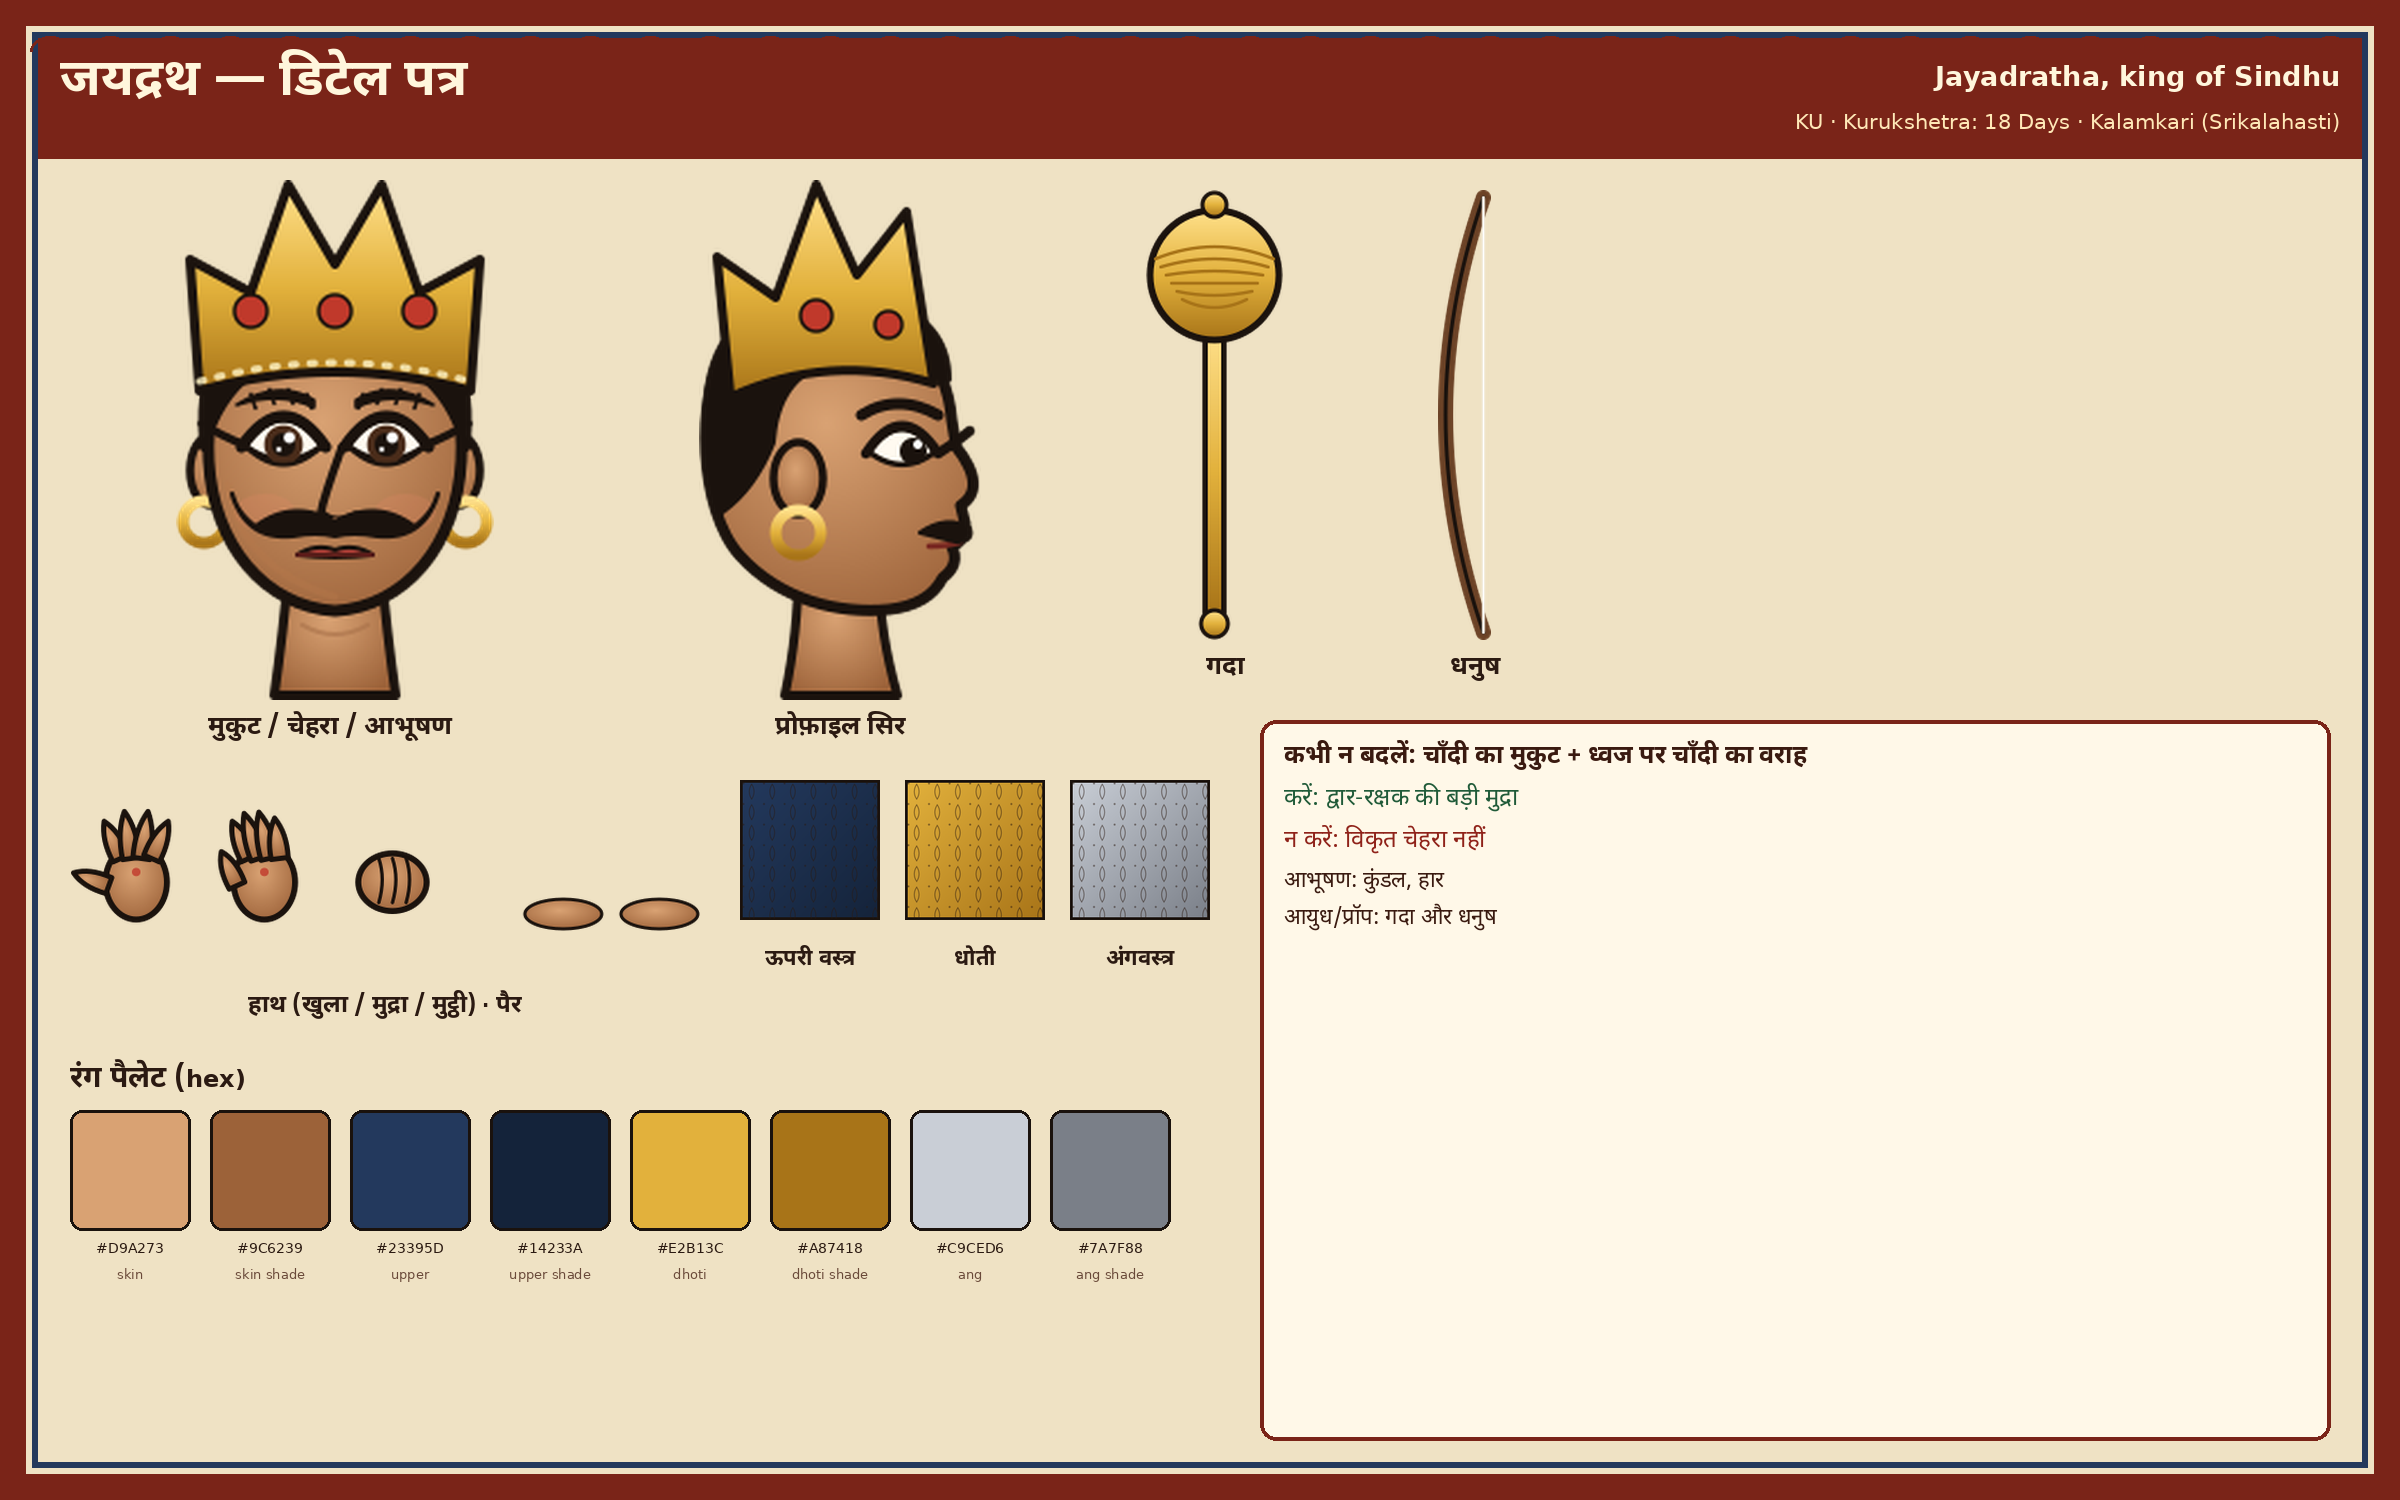 जयद्रथ — डिटेल पत्र
Jayadratha, king of Sindhu
KU · Kurukshetra: 18 Days · Kalamkari (Srikalahasti)
गदा
धनुष
मुकुट / चेहरा / आभूषण
प्रोफ़ाइल सिर
कभी न बदलें: चाँदी का मुकुट + ध्वज पर चाँदी का वराह
करें: द्वार-रक्षक की बड़ी मुद्रा
न करें: विकृत चेहरा नहीं
आभूषण: कुंडल, हार
आयुध/प्रॉप: गदा और धनुष
ऊपरी वस्त्र
धोती
अंगवस्त्र
हाथ (खुला / मुद्रा / मुट्ठी) · पैर
रंग पैलेट (hex)
#D9A273
#9C6239
#23395D
#14233A
#E2B13C
#A87418
#C9CED6
#7A7F88
skin
skin shade
upper
upper shade
dhoti
dhoti shade
ang
ang shade